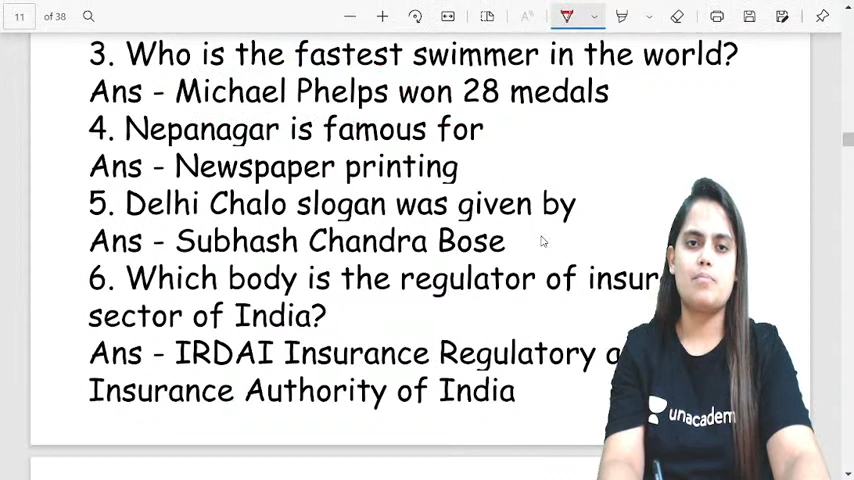 11 of 38
3. Who is the fastest swimmer in the world?
Ans - Michael Phelps won 28 medals
4. Nepanagar is famous for
Ans - Newspaper printing
5. Delhi Chalo slogan was given by
Ans - Subhash Chandra Bose
6. Which body is the regulator of insur
sector of India?
Ans - IRDAI Insurance Regulatory a
Insurance Authority of India
unacadem